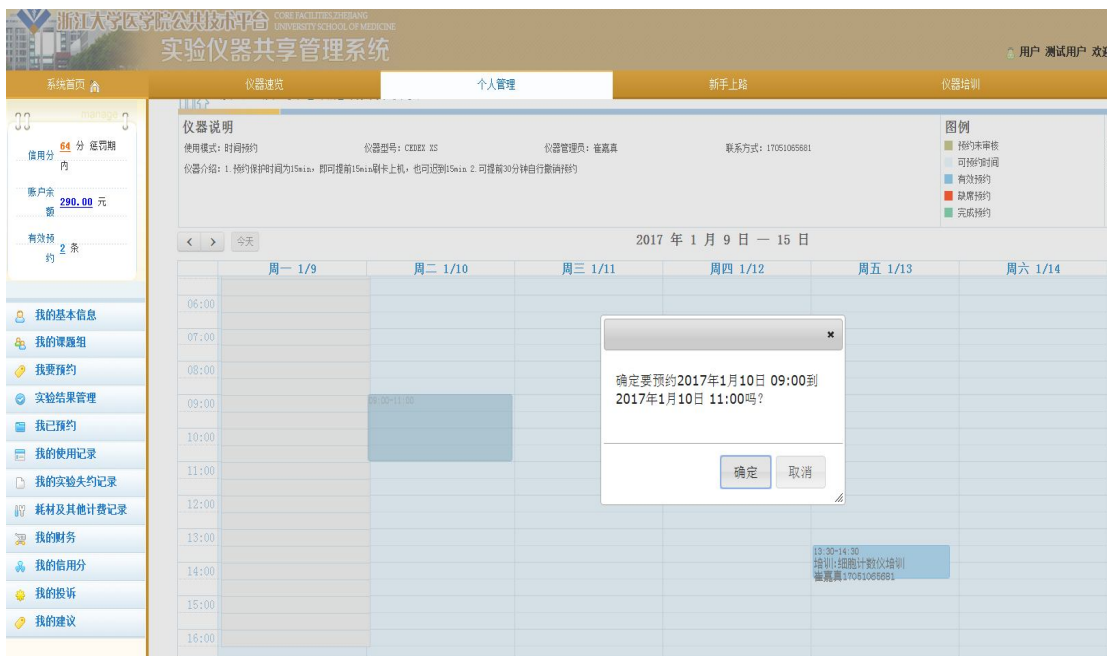 浙江大学医学院公共技术平台 CORE FACILITIES,ZHEJIANG
UNIVERSITY SCHOOL OF MEDICINE
实验仪器共享管理系统
用户 测试用户 欢迎
系统首页 仪器速览 个人管理 新手上路 仪器培训
manage
信用分 64 分 惩罚期内
账户余额 290.00 元
有效预约 2 条
我的基本信息
我的课题组
我要预约
实验结果管理
我已预约
我的使用记录
我的实验失约记录
耗材及其他计费记录
我的财务
我的信用分
我的投诉
我的建议
仪器说明
使用模式: 时间预约 仪器型号: CEDEX XS 仪器管理员: 崔嘉真 联系方式: 17051065681
仪器介绍: 1.预约保护时间为15min, 即可提前15min刷卡上机, 也可迟到15min 2.可提前30分钟自行撤销预约
图例
预约未审核
可预约时间
有效预约
缺席预约
完成预约
今天
2017 年 1 月 9 日 — 15 日
周一 1/9 周二 1/10 周三 1/11 周四 1/12 周五 1/13 周六 1/14
06:00
07:00
08:00
09:00
09:00-11:00
10:00
11:00
12:00
13:00
14:00
15:00
16:00
确定要预约2017年1月10日 09:00到
2017年1月10日 11:00吗?
确定 取消
13:30-14:30
培训:细胞计数仪培训
崔嘉真17051065681